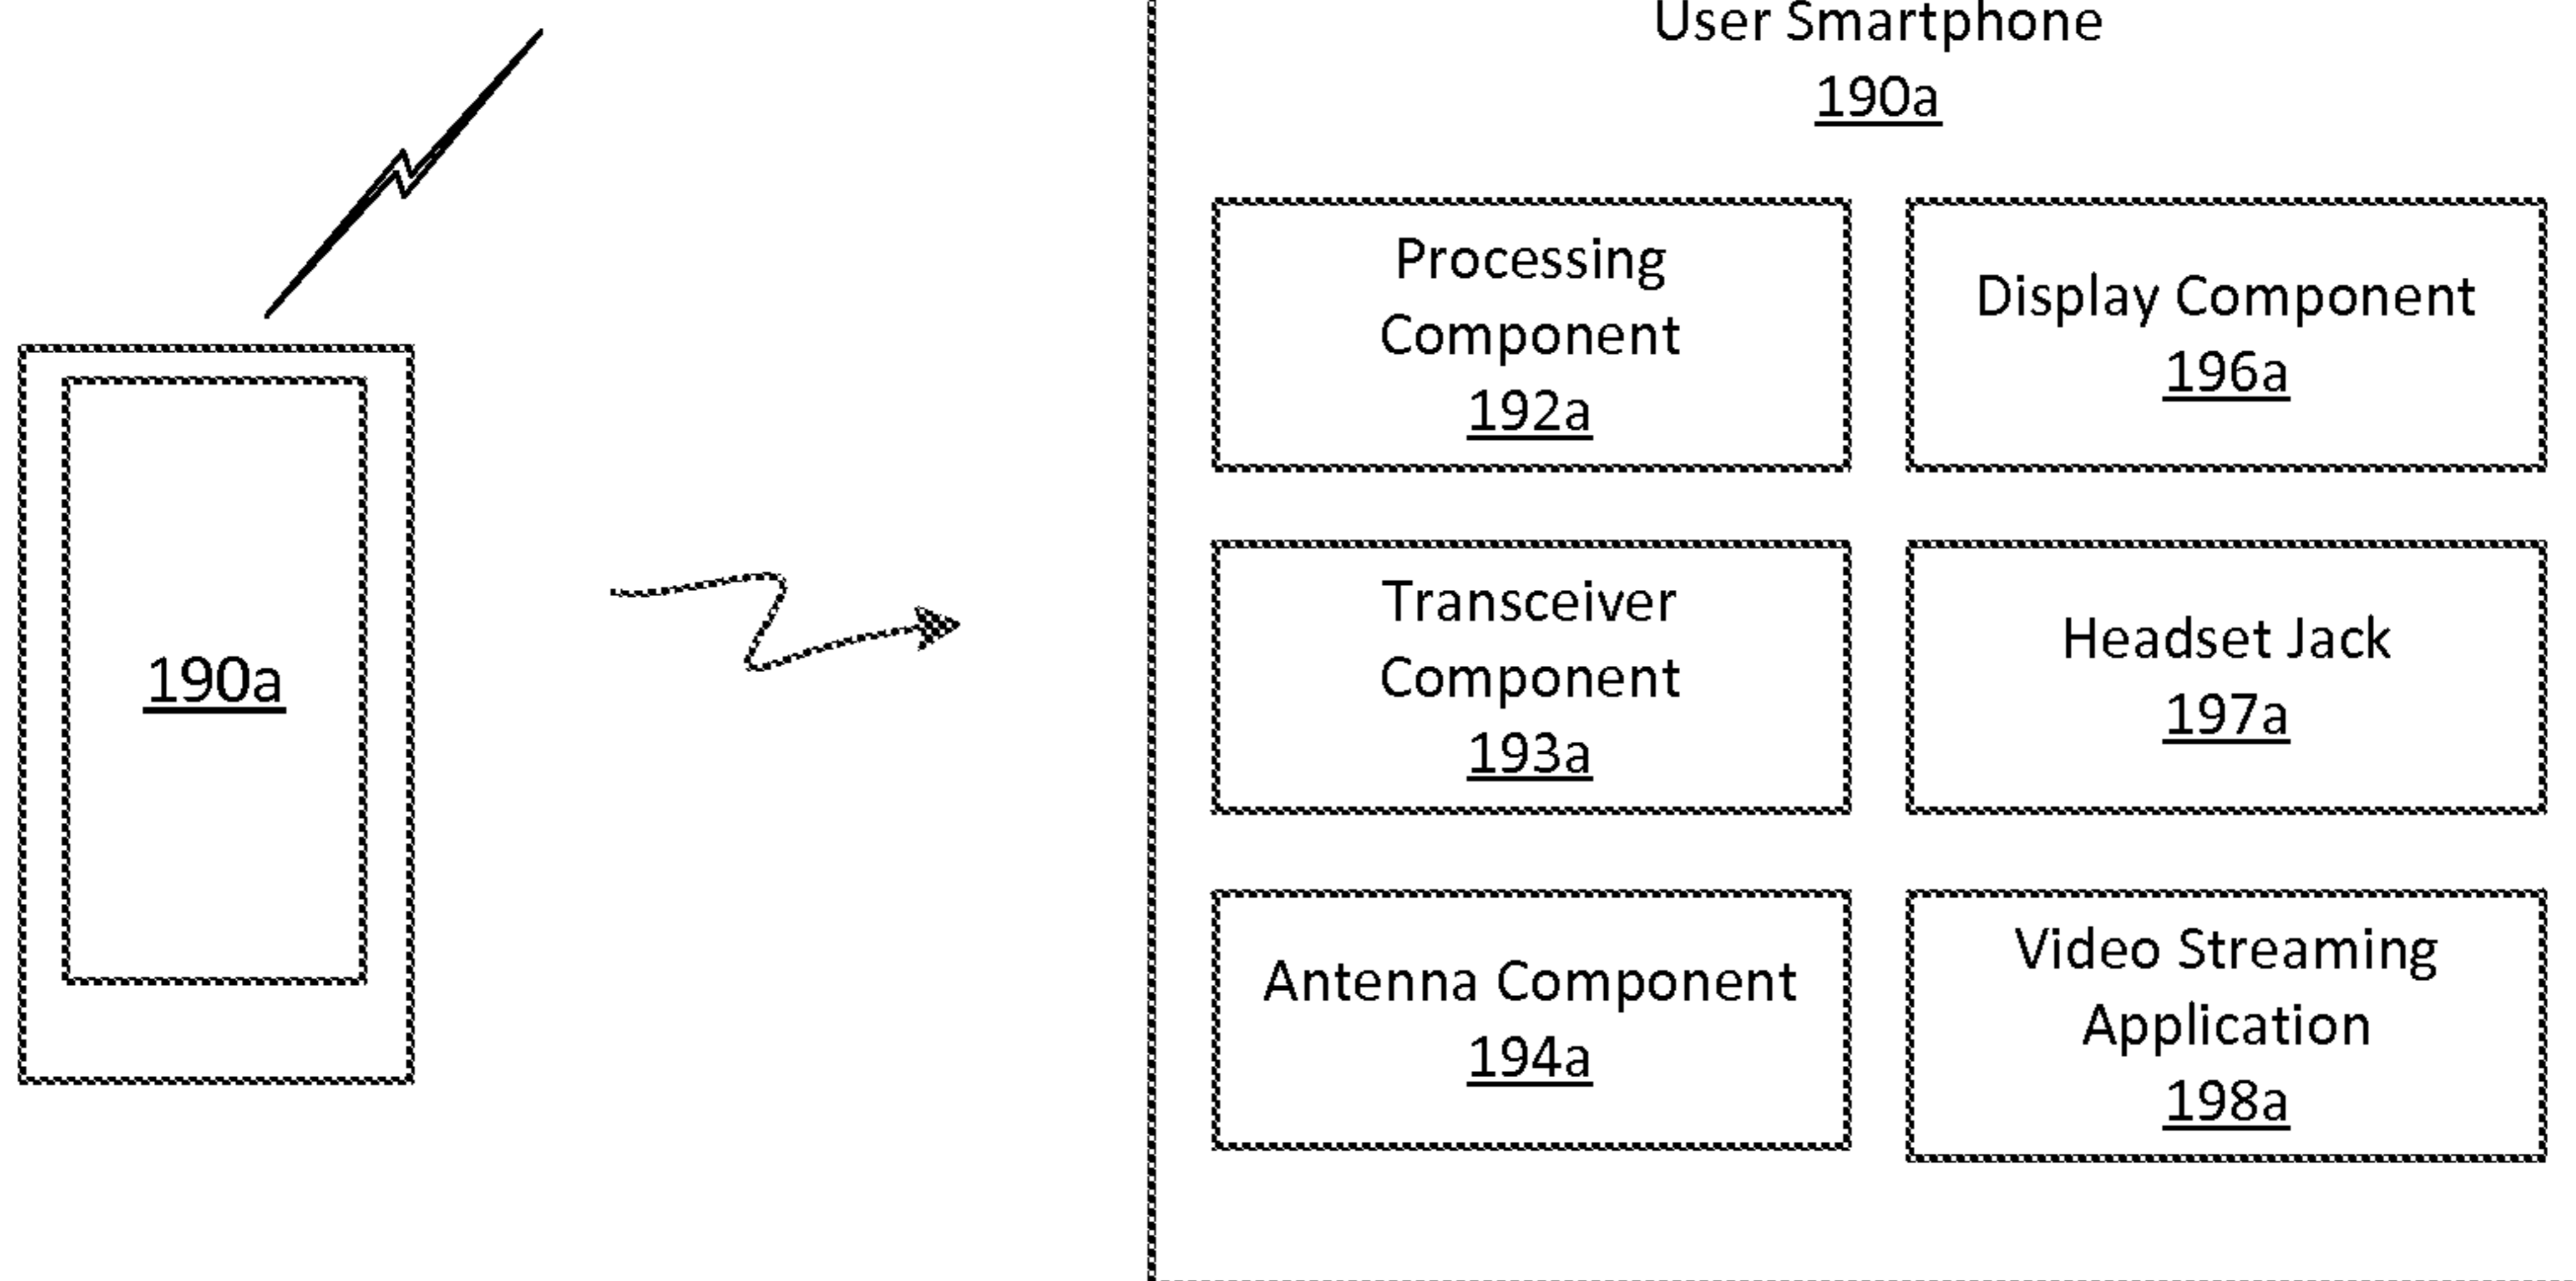 User Smartphone
190a
Processing
Component
192a
Display Component
196a
190a
Transceiver
Component
193a
Headset Jack
197a
Antenna Component
194a
Video Streaming
Application
198a